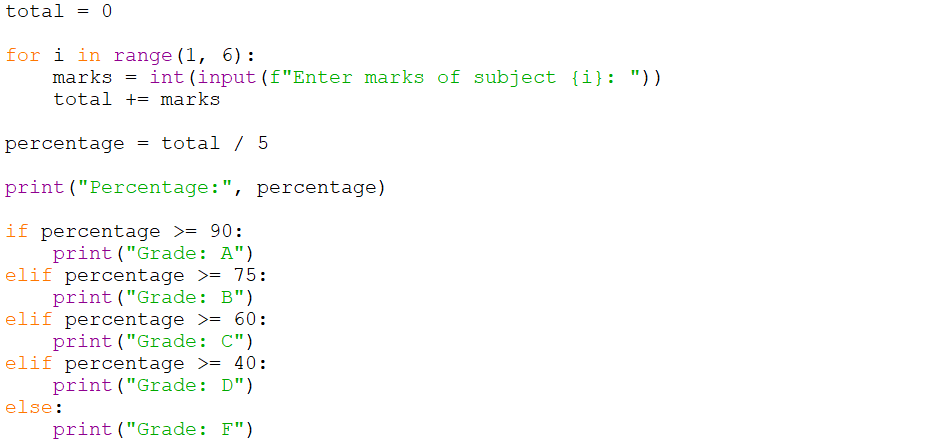 total = 0
for i in range(1, 6):
    marks = int(input(f"Enter marks of subject {i}: "))
    total += marks
percentage = total / 5
print("Percentage:", percentage)
if percentage >= 90:
    print("Grade: A")
elif percentage >= 75:
    print("Grade: B")
elif percentage >= 60:
    print("Grade: C")
elif percentage >= 40:
    print("Grade: D")
else:
    print("Grade: F")